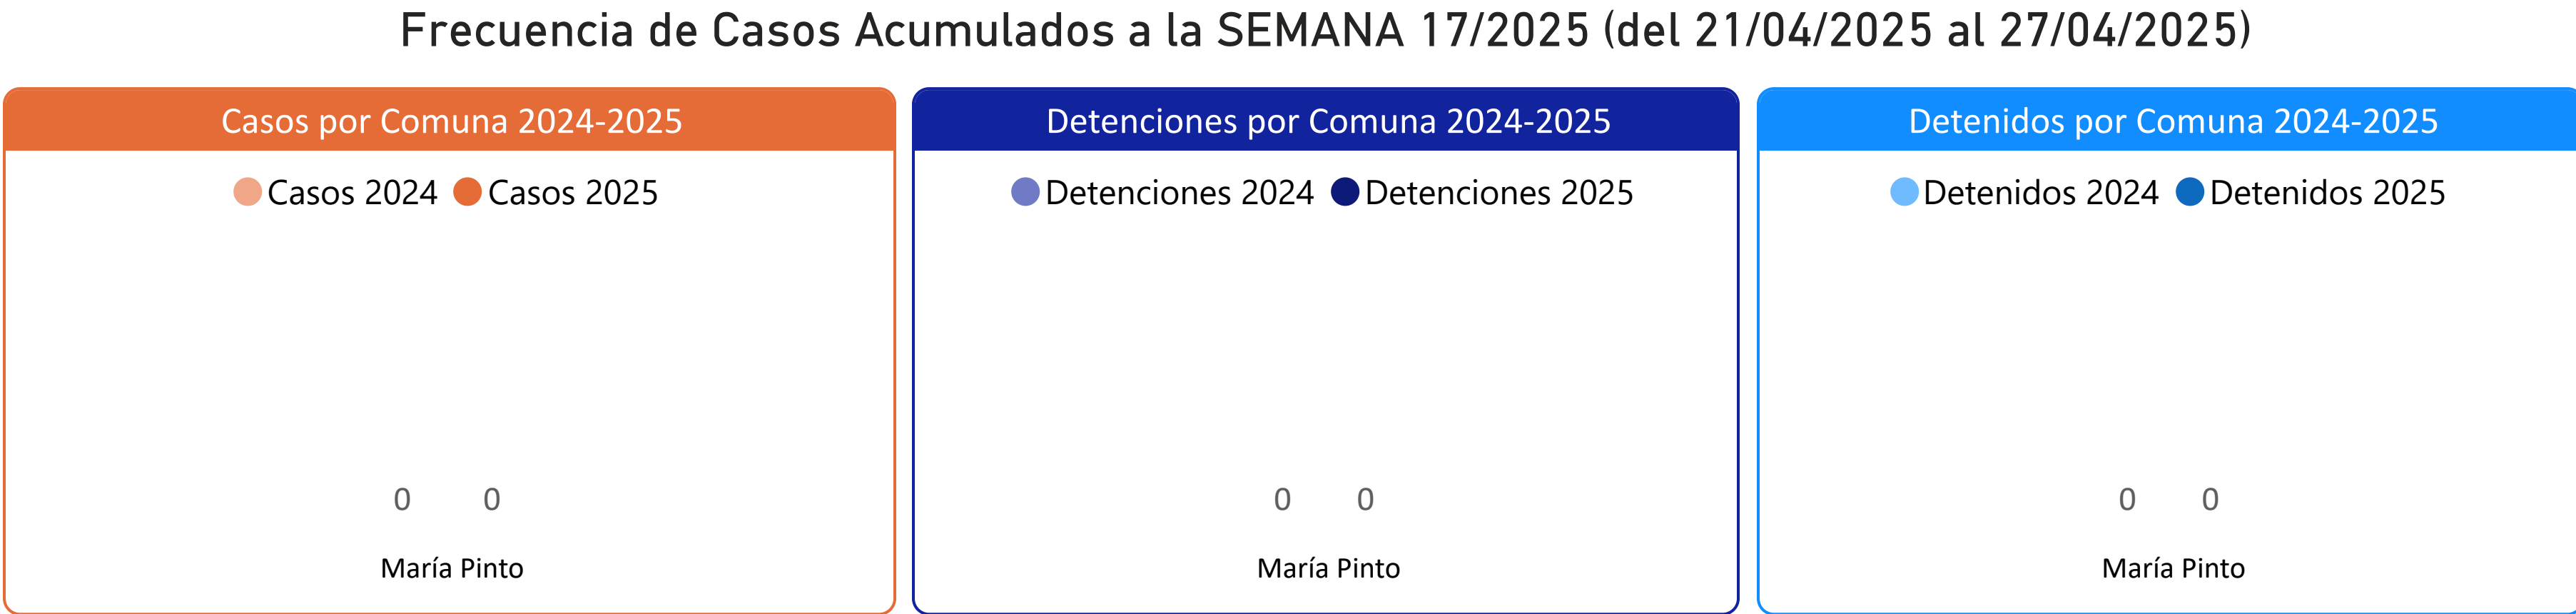 Frecuencia de Casos Acumulados a la SEMANA 17/2025 (del 21/04/2025 al 27/04/2025)
Casos por Comuna 2024-2025
Casos 2024 Casos 2025
0 0
María Pinto
Detenciones por Comuna 2024-2025
Detenciones 2024 Detenciones 2025
0 0
María Pinto
Detenidos por Comuna 2024-2025
Detenidos 2024 Detenidos 2025
0 0
María Pinto